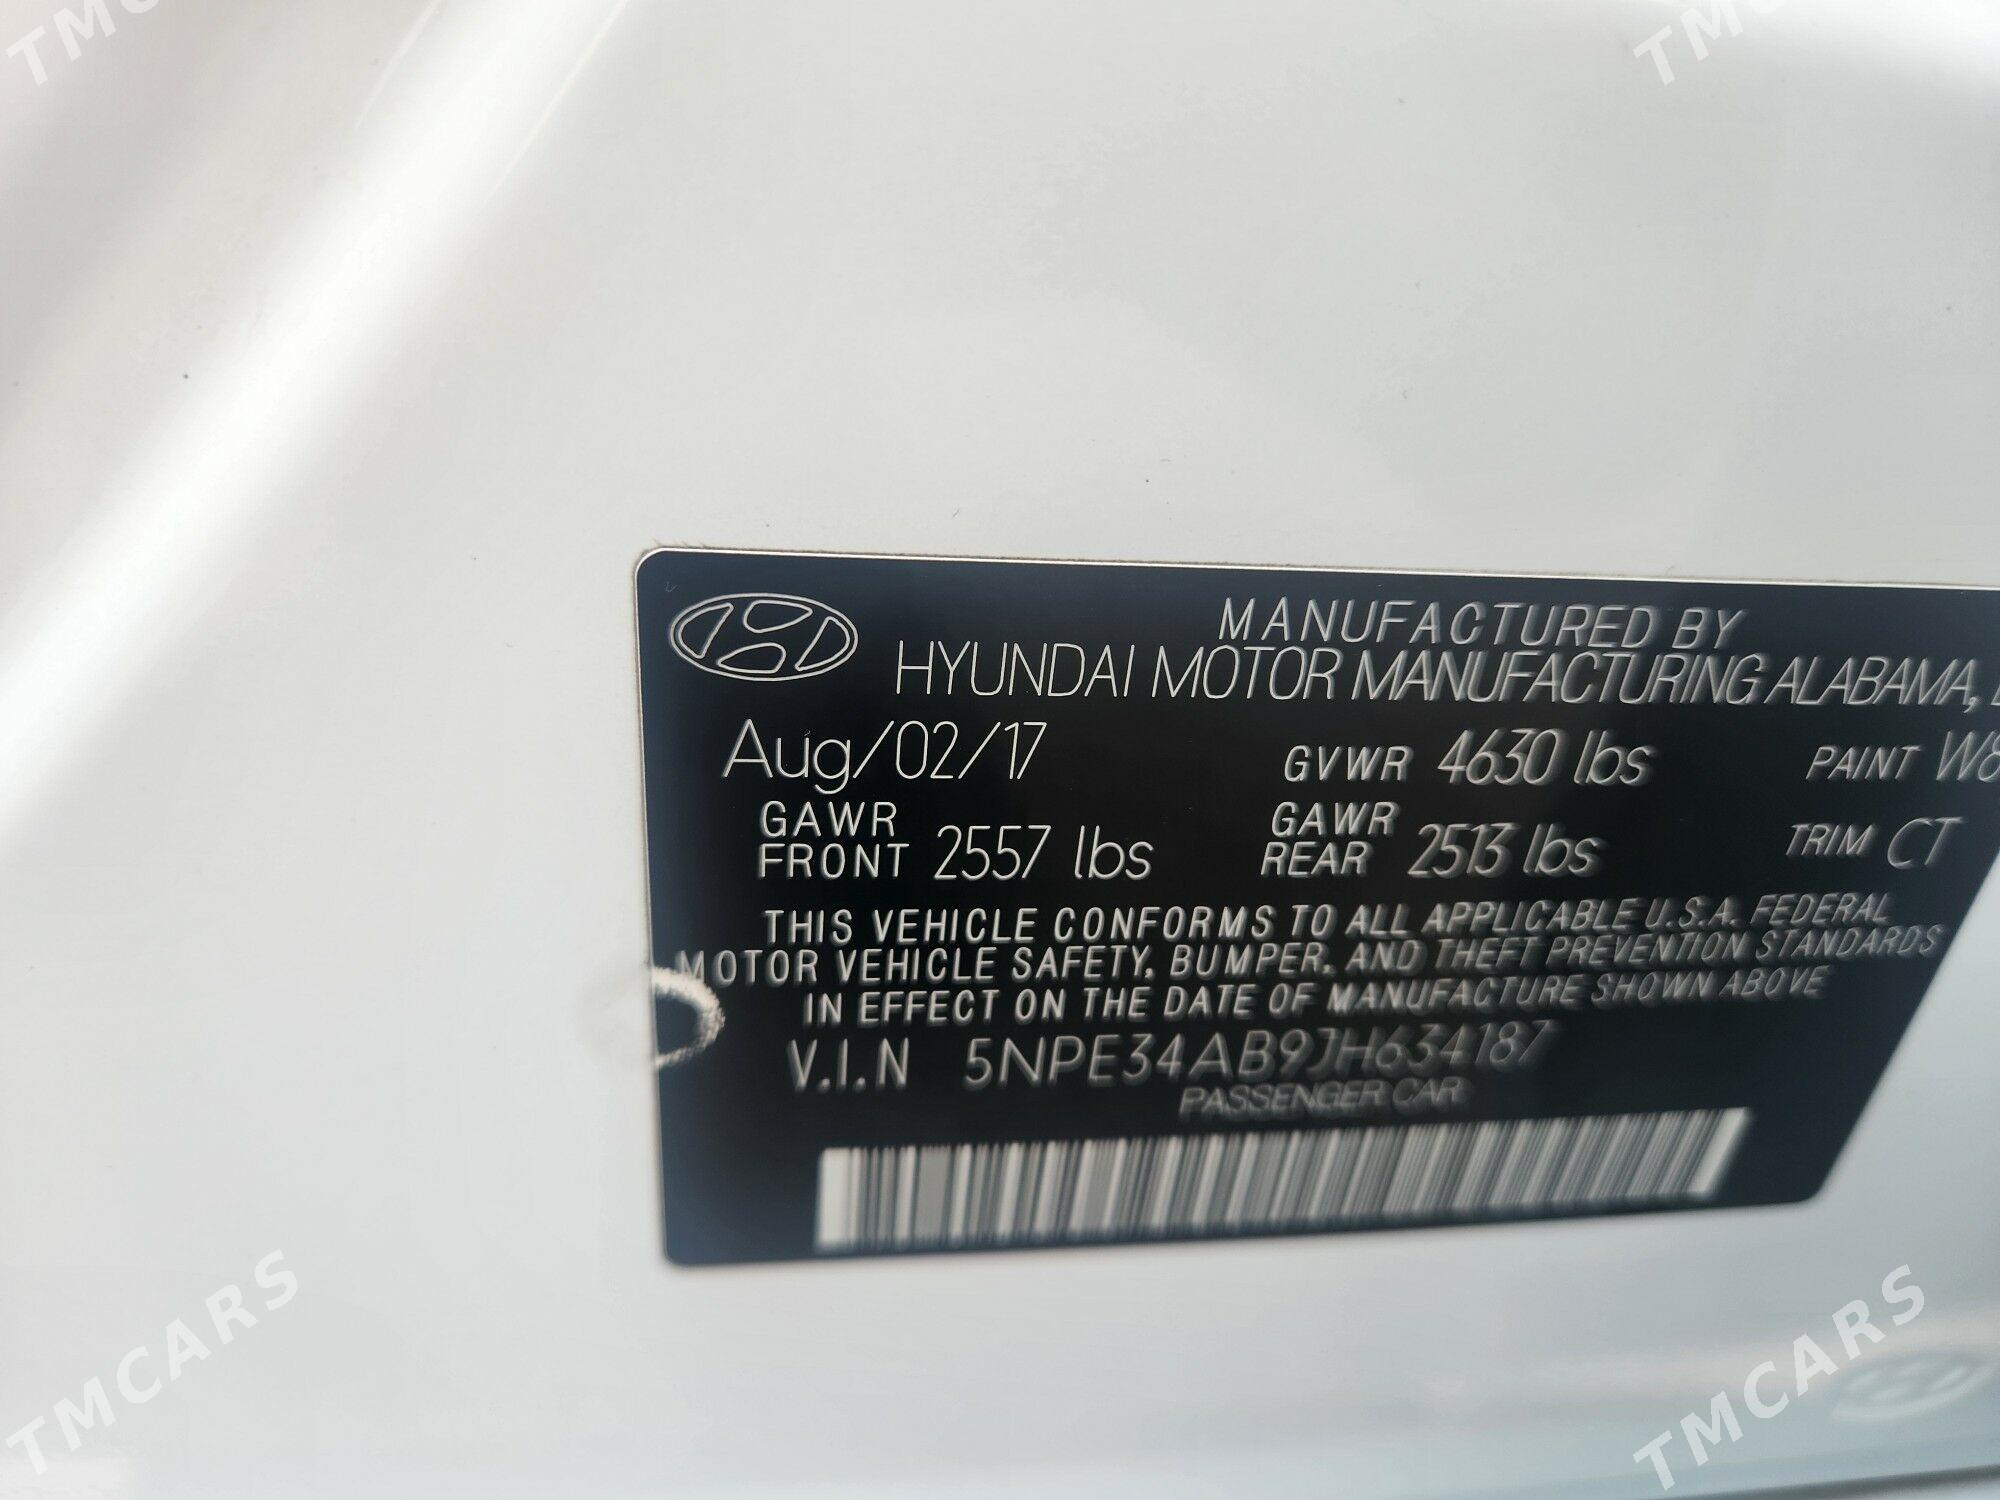 TMCARS
TMCARS
MANUFACTURED BY
HYUNDAI MOTOR MANUFACTURING ALABAMA,
Aug/02/17 GVWR 4630 lbs PAINT W8
GAWR FRONT 2557 lbs GAWR REAR 2513 lbs TRIM CT
THIS VEHICLE CONFORMS TO ALL APPLICABLE U.S.A. FEDERAL
MOTOR VEHICLE SAFETY, BUMPER, AND THEFT PREVENTION STANDARDS
IN EFFECT ON THE DATE OF MANUFACTURE SHOWN ABOVE
V.I.N 5NPE34AB9JH634187
PASSENGER CAR
TMCARS
TMCARS